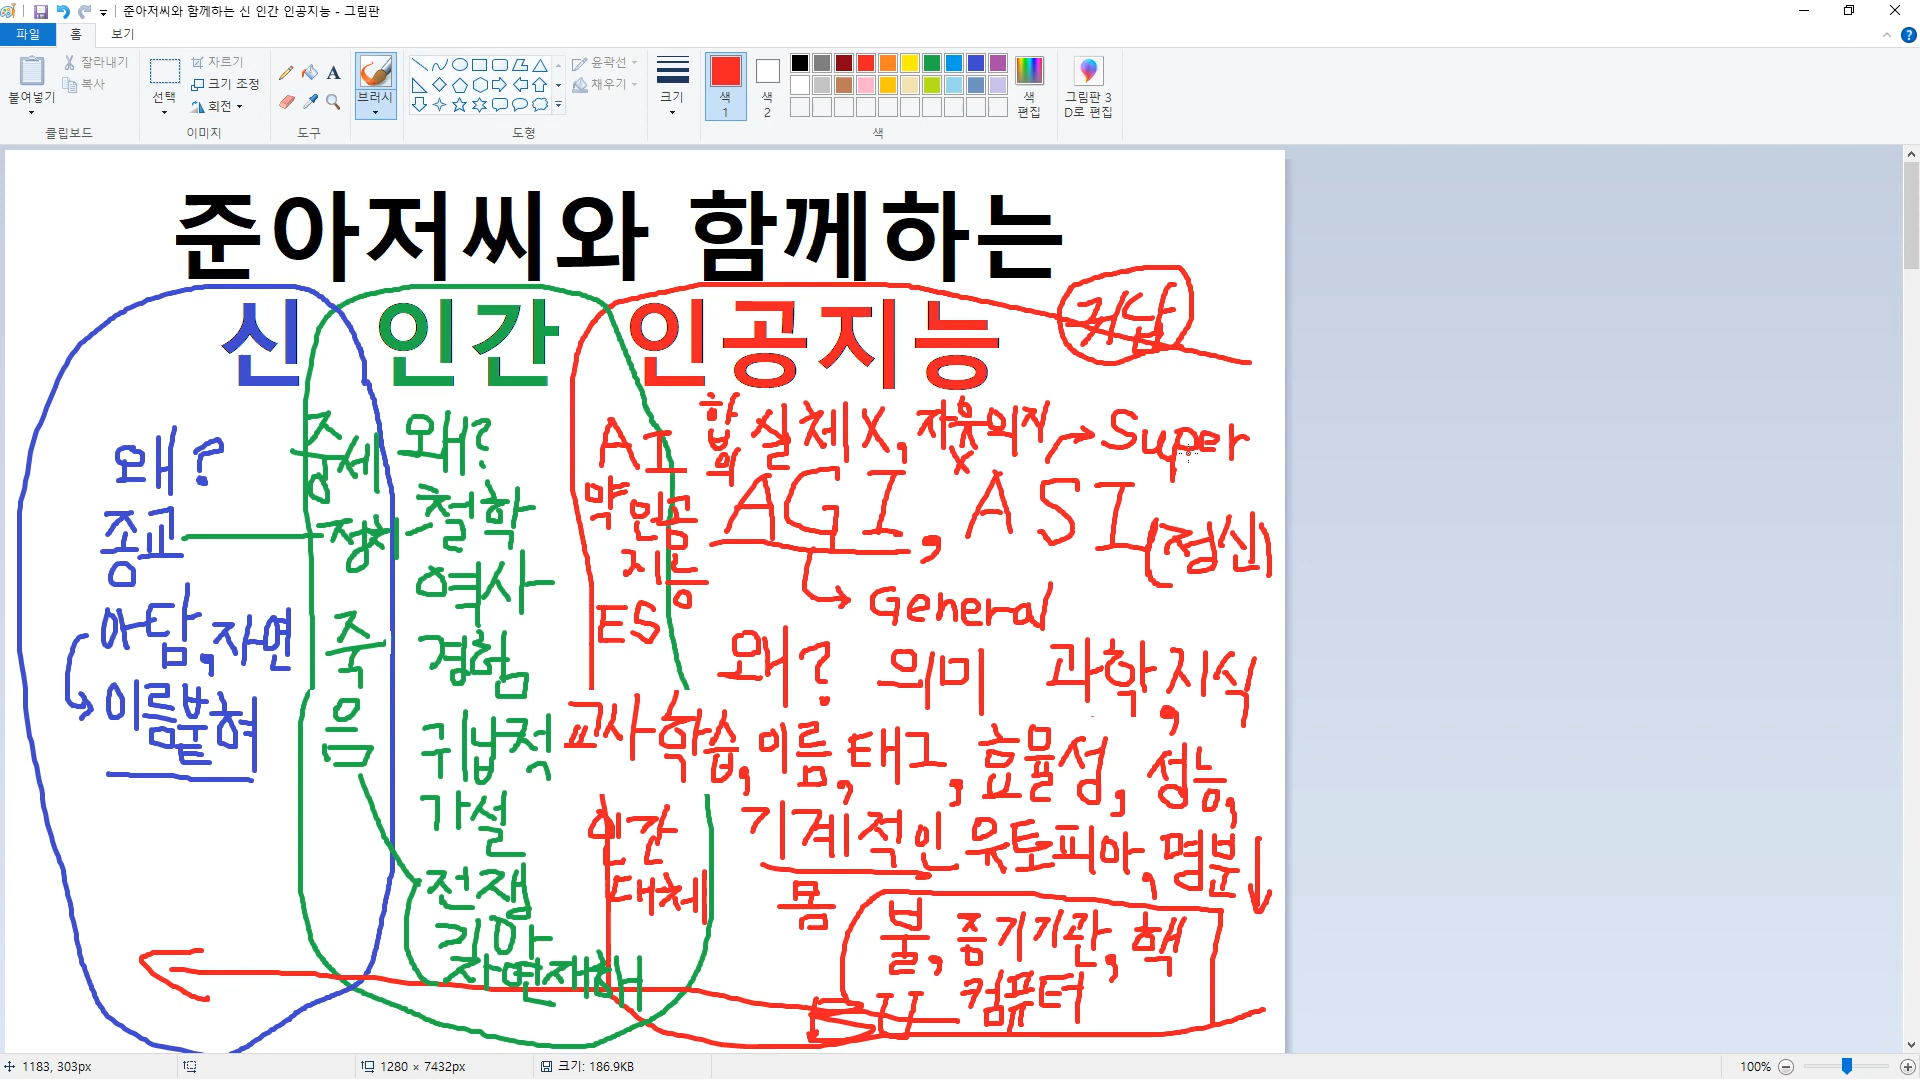 준아저씨와 함께하는 신 인간 인공지능 - 그림판
파일 홈 보기
붙여넣기
잘라내기
복사
클립보드
선택
자르기
크기 조정
회전
이미지
A
도구
브러시
윤곽선
채우기
도형
크기
색
1
색
2
색
편집
색
그림판 3
D로 편집
준아저씨와 함께하는
신 인간 인공지능
왜?
종교
아담, 자연
이름붙혀
중세
정치
죽음
왜?
철학
역사
경험
귀납적
가설
전쟁
기아
자연재해
AI
약인공
지능
ES
교사학습, 이름, 태그, 효율성, 성능,
인간
대체
합의
실체X, 자유의지
X
Super
AGI, ASI
(정신)
General
왜? 의미 과학, 지식
기계적인 유토피아, 명분
몸
불, 증기기관, 핵
컴퓨터
1183, 303px
1280 × 7432px
크기: 186.9KB
100%